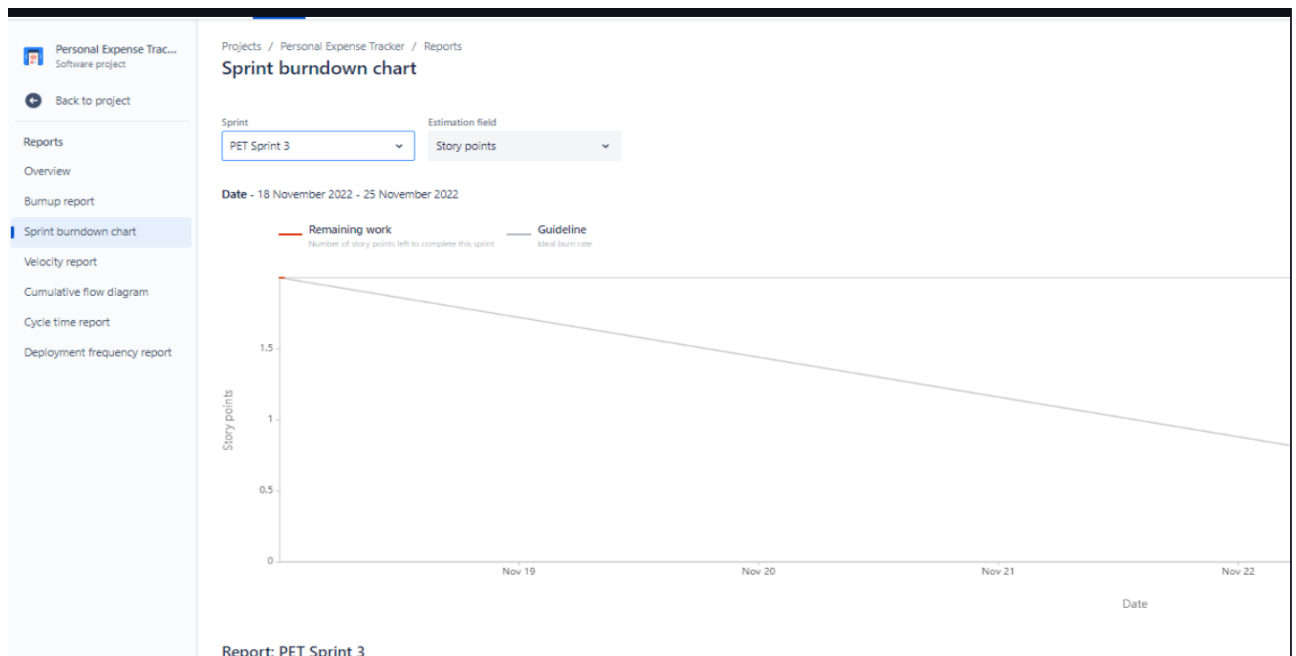 Personal Expense Trac...
Software project
Back to project
Reports
Overview
Burnup report
Sprint burndown chart
Velocity report
Cumulative flow diagram
Cycle time report
Deployment frequency report
Projects / Personal Expense Tracker / Reports
Sprint burndown chart
Sprint
Estimation field
PET Sprint 3
Story points
Date - 18 November 2022 - 25 November 2022
Remaining work
Number of story points left to complete this sprint
Guideline
Ideal burn rate
1.5
1
0.5
0
Story points
Nov 19
Nov 20
Nov 21
Nov 22
Date
Report: PET Sprint 3